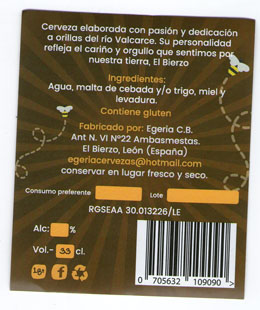 Cerveza elaborada con pasión y dedicación
a orillas del río Valcarce. Su personalidad
refleja el cariño y orgullo que sentimos por
nuestra tierra, El Bierzo
Ingredientes:
Agua, malta de cebada y/o trigo, miel y
levadura.
Contiene gluten
Fabricado por: Egeria C.B.
Ant N. VI Nº22 Ambasmestas.
El Bierzo, León (España)
egeriacervezas@hotmail.com
conservar en lugar fresco y seco.
Consumo preferente
Lote
RGSEAA 30.013226/LE
Alc: %
Vol.- 33 cl.
0 705632 109090 >